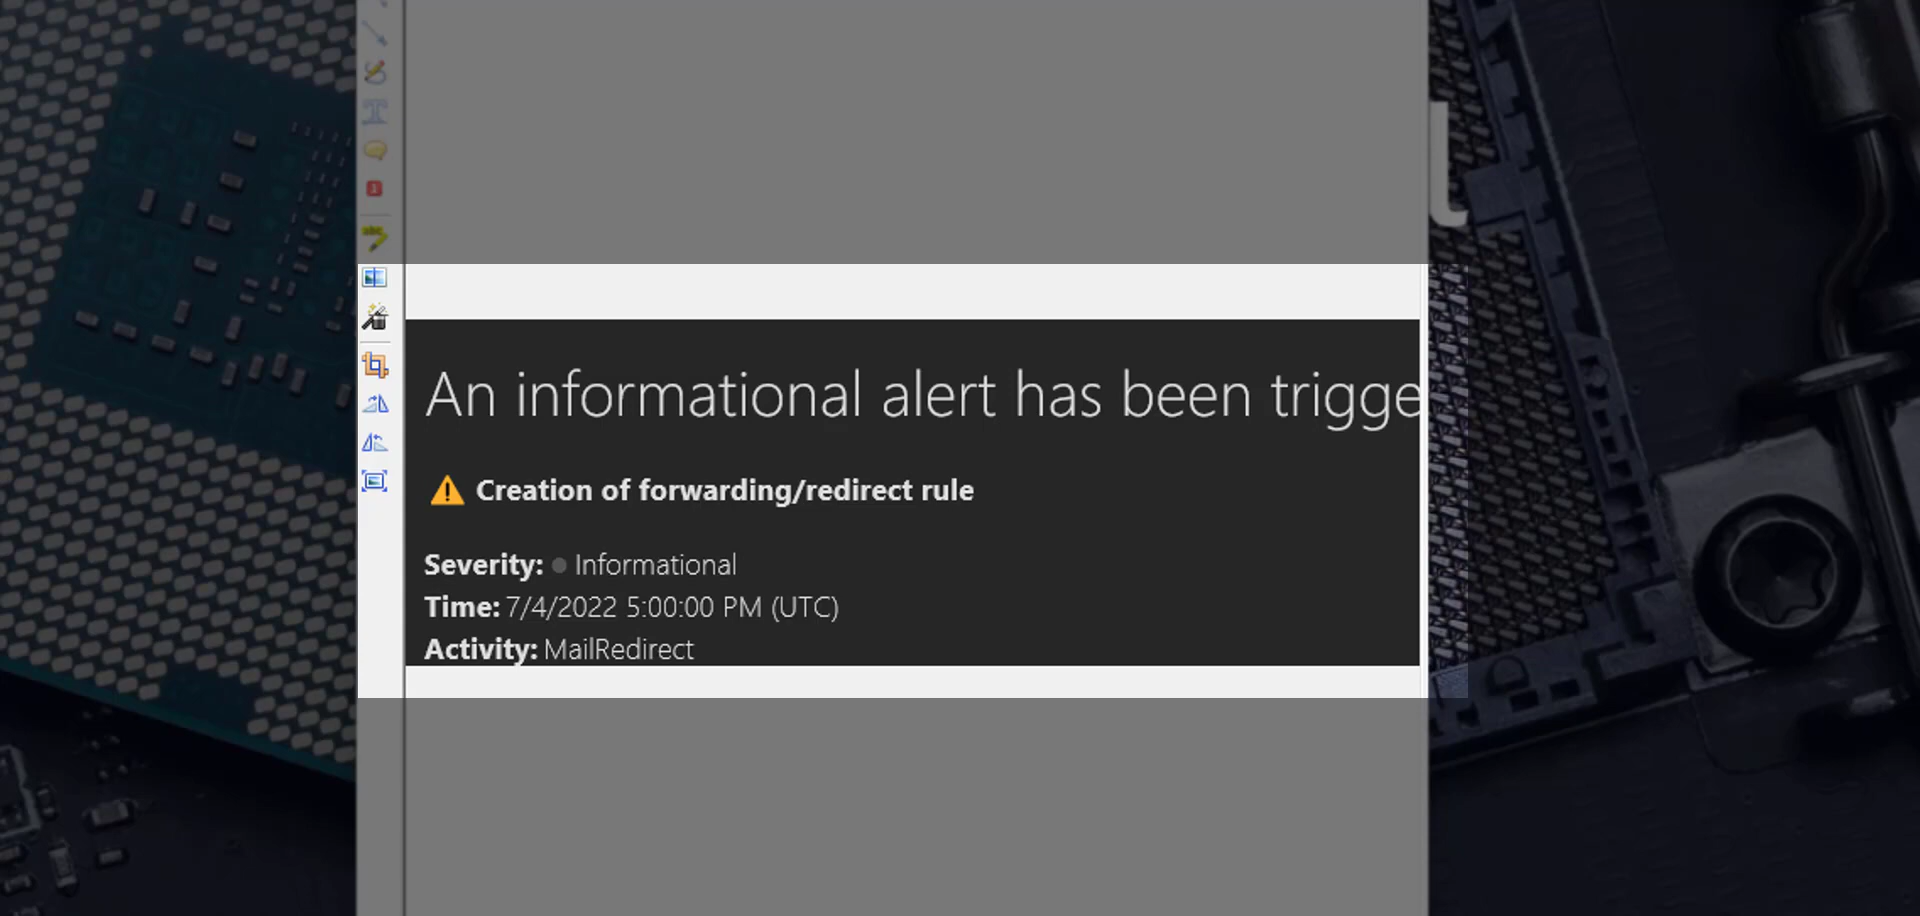 An informational alert has been trigge
Creation of forwarding/redirect rule
Severity: Informational
Time: 7/4/2022 5:00:00 PM (UTC)
Activity: MailRedirect